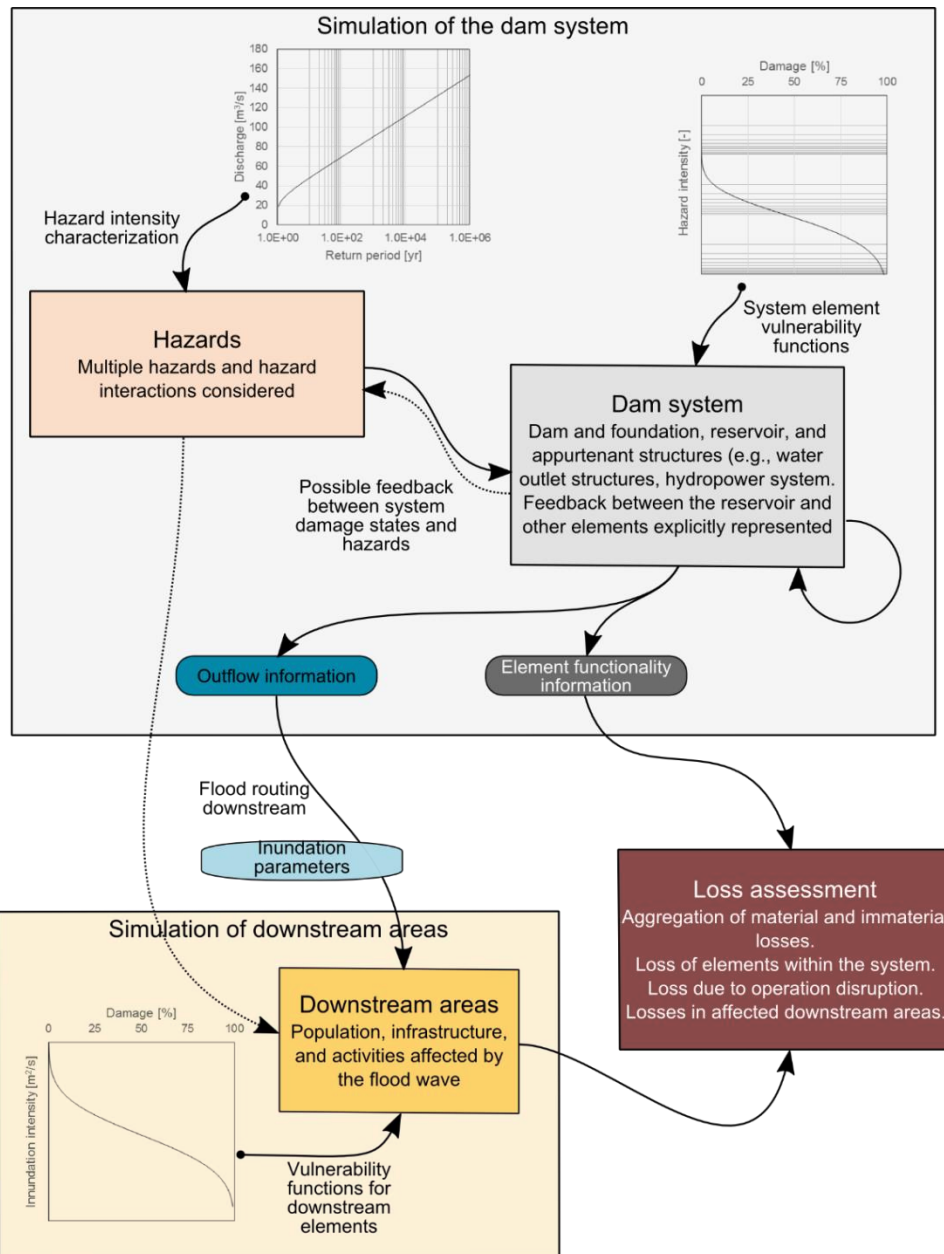 Simulation of the dam system
180
160
140
120
100
80
60
40
20
0
Discharge [m³/s]
1.0E+00 1.0E+02 1.0E+04 1.0E+06
Return period [yr]
Damage [%]
0 25 50 75 100
Hazard intensity [-]
Hazard intensity
characterization
System element
vulnerability
functions
Hazards
Multiple hazards and hazard
interactions considered
Dam system
Dam and foundation, reservoir, and
appurtenant structures (e.g., water
outlet structures, hydropower system.
Feedback between the reservoir and
other elements explicitly represented
Possible feedback
between system
damage states and
hazards
Outflow information
Element functionality
information
Flood routing
downstream
Inundation
parameters
Loss assessment
Aggregation of material and immaterial
losses.
Loss of elements within the system.
Loss due to operation disruption.
Losses in affected downstream areas.
Simulation of downstream areas
Damage [%]
0 25 50 75 100
Innundation intensity [m²/s]
Downstream areas
Population, infrastructure,
and activities affected by
the flood wave
Vulnerability
functions for
downstream
elements